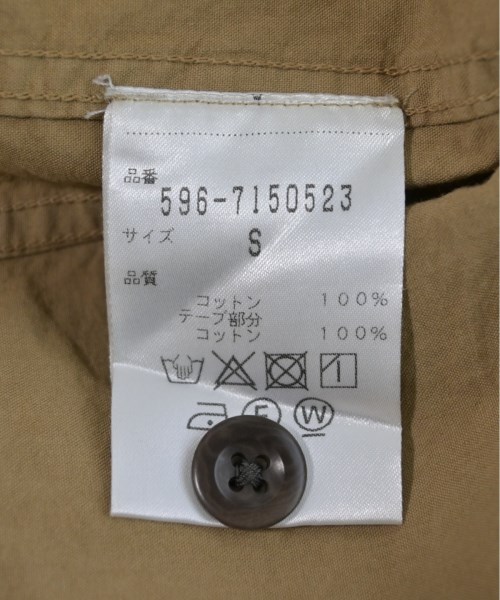 品番
596-7150523
サイズ S
品質
コットン 100%
テープ部分
コットン 100%
F W